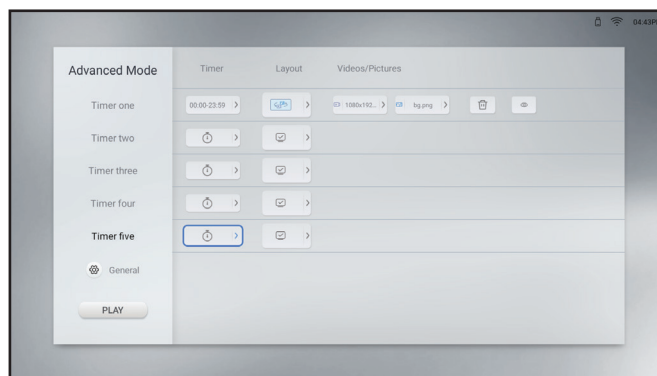 04:43P
Advanced Mode
Timer
Layout
Videos/Pictures
Timer one
00:00-23:59
1080x192...
bg.png
Timer two
Timer three
Timer four
Timer five
General
PLAY